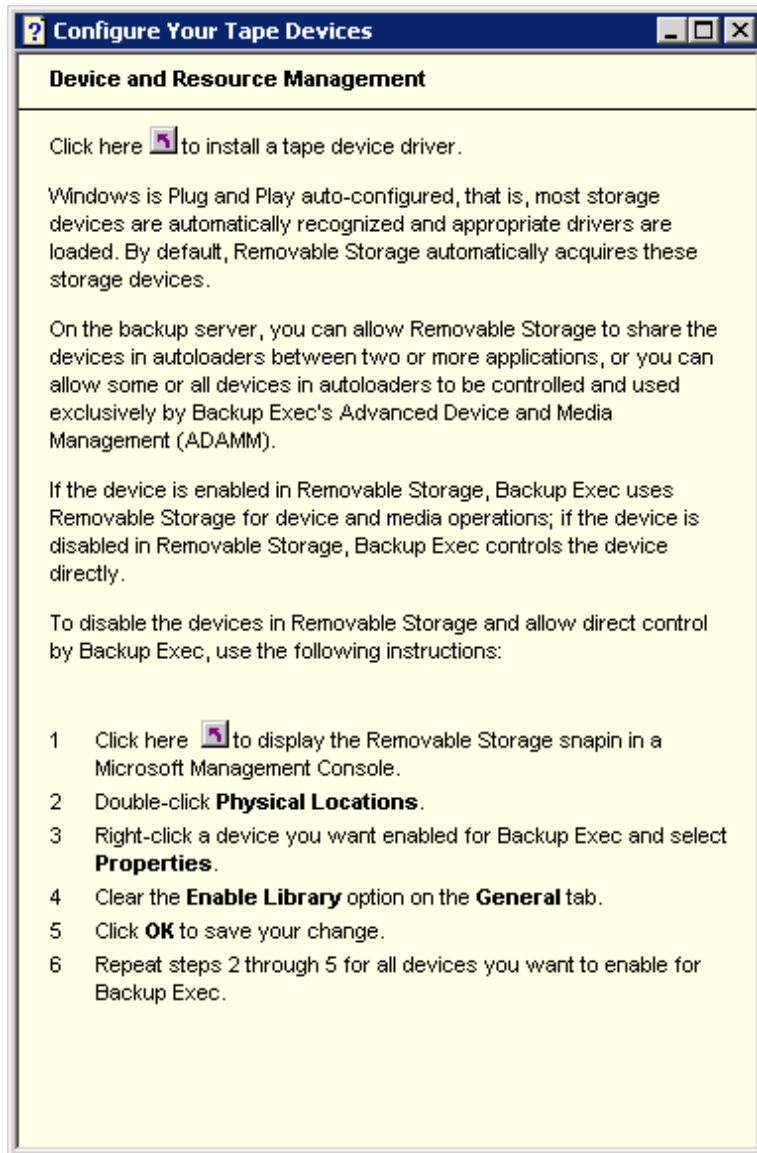 Configure Your Tape Devices
Device and Resource Management
Click here to install a tape device driver.
Windows is Plug and Play auto-configured, that is, most storage
devices are automatically recognized and appropriate drivers are
loaded. By default, Removable Storage automatically acquires these
storage devices.
On the backup server, you can allow Removable Storage to share the
devices in autoloaders between two or more applications, or you can
allow some or all devices in autoloaders to be controlled and used
exclusively by Backup Exec's Advanced Device and Media
Management (ADAMM).
If the device is enabled in Removable Storage, Backup Exec uses
Removable Storage for device and media operations; if the device is
disabled in Removable Storage, Backup Exec controls the device
directly.
To disable the devices in Removable Storage and allow direct control
by Backup Exec, use the following instructions:
1 Click here to display the Removable Storage snapin in a
Microsoft Management Console.
2 Double-click Physical Locations.
3 Right-click a device you want enabled for Backup Exec and select
Properties.
4 Clear the Enable Library option on the General tab.
5 Click OK to save your change.
6 Repeat steps 2 through 5 for all devices you want to enable for
Backup Exec.